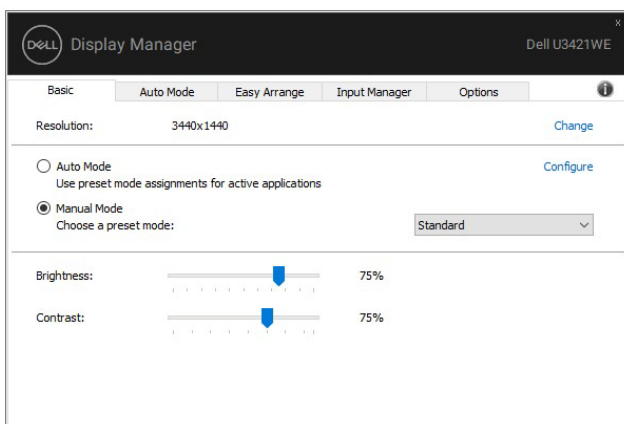 x
DELL Display Manager Dell U3421WE
Basic Auto Mode Easy Arrange Input Manager Options i
Resolution: 3440x1440 Change
Auto Mode Configure
Use preset mode assignments for active applications
Manual Mode
Choose a preset mode: Standard
Brightness: 75%
Contrast: 75%